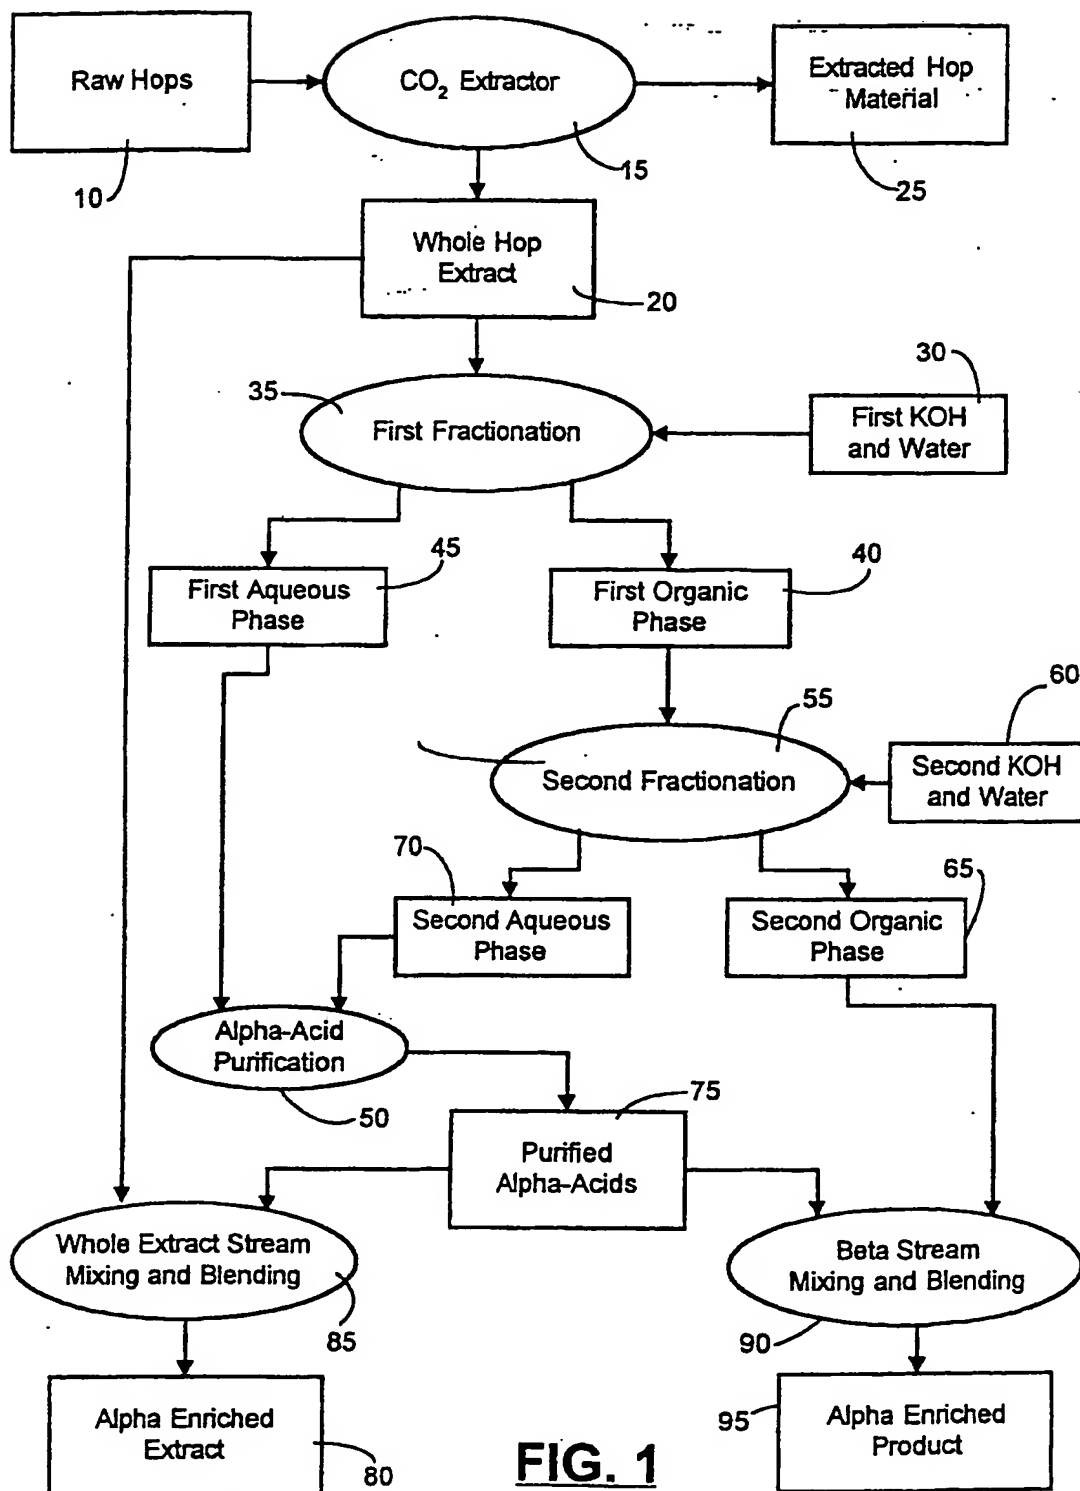 Raw Hops
CO₂ Extractor
Extracted Hop
Material
10
15
25
Whole Hop
Extract
20
30
35
First Fractionation
First KOH
and Water
45
40
First Aqueous
Phase
First Organic
Phase
60
55
Second Fractionation
Second KOH
and Water
70
65
Second Aqueous
Phase
Second Organic
Phase
Alpha-Acid
Purification
50
75
Purified
Alpha-Acids
Whole Extract Stream
Mixing and Blending
85
Beta Stream
Mixing and Blending
90
Alpha Enriched
Extract
80
95
Alpha Enriched
Product
FIG. 1